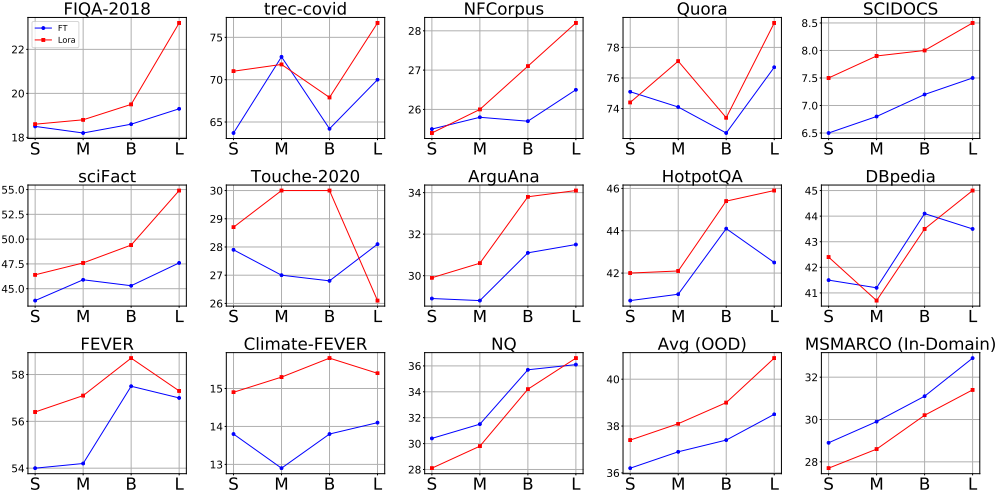 FIQA-2018
trec-covid
NFCorpus
Quora
SCIDOCS
FT
Lora
22
20
18
75
70
65
28
27
26
78
76
74
8.5
8.0
7.5
7.0
6.5
S M B L
S M B L
S M B L
S M B L
S M B L
sciFact
Touche-2020
ArguAna
HotpotQA
DBpedia
55.0
52.5
50.0
47.5
45.0
30
29
28
27
26
34
32
30
46
44
42
45
44
43
42
41
S M B L
S M B L
S M B L
S M B L
S M B L
FEVER
Climate-FEVER
NQ
Avg (OOD)
MSMARCO (In-Domain)
58
56
54
15
14
13
36
34
32
30
28
40
38
36
32
30
28
S M B L
S M B L
S M B L
S M B L
S M B L